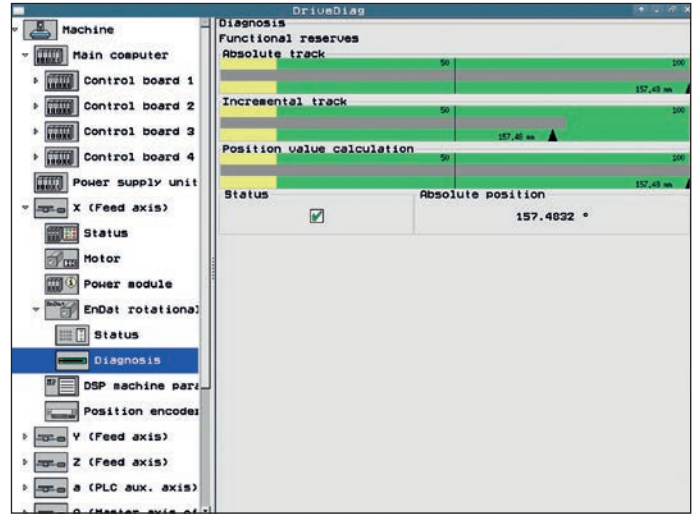 DriveDiag
Machine
Main computer
Control board 1
Control board 2
Control board 3
Control board 4
Power supply unit
X (Feed axis)
Status
Motor
Power module
EnDat rotational
Status
Diagnosis
DSP machine para
Position encoder
Y (Feed axis)
Z (Feed axis)
a (PLC aux. axis)
Diagnosis
Functional reserves
Absolute track
50 100
157.43 mm
Incremental track
50 100
157.48 mm
Position value calculation
50 100
157.43 mm
Status
Absolute position
157.4832 °